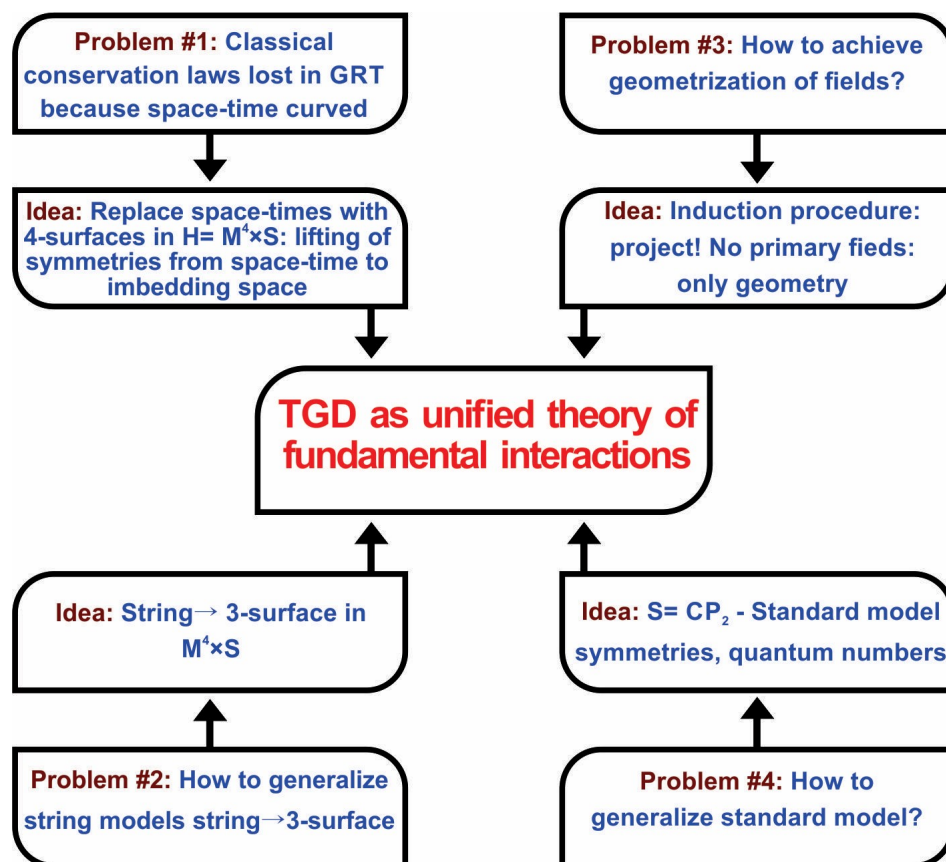 Problem #1: Classical
conservation laws lost in GRT
because space-time curved
Problem #3: How to achieve
geometrization of fields?
Idea: Replace space-times with
4-surfaces in H= M⁴×S: lifting of
symmetries from space-time to
imbedding space
Idea: Induction procedure:
project! No primary fieds:
only geometry
TGD as unified theory of
fundamental interactions
Idea: String→ 3-surface in
M⁴×S
Idea: S= CP₂ - Standard model
symmetries, quantum numbers
Problem #2: How to generalize
string models string→3-surface
Problem #4: How to
generalize standard model?